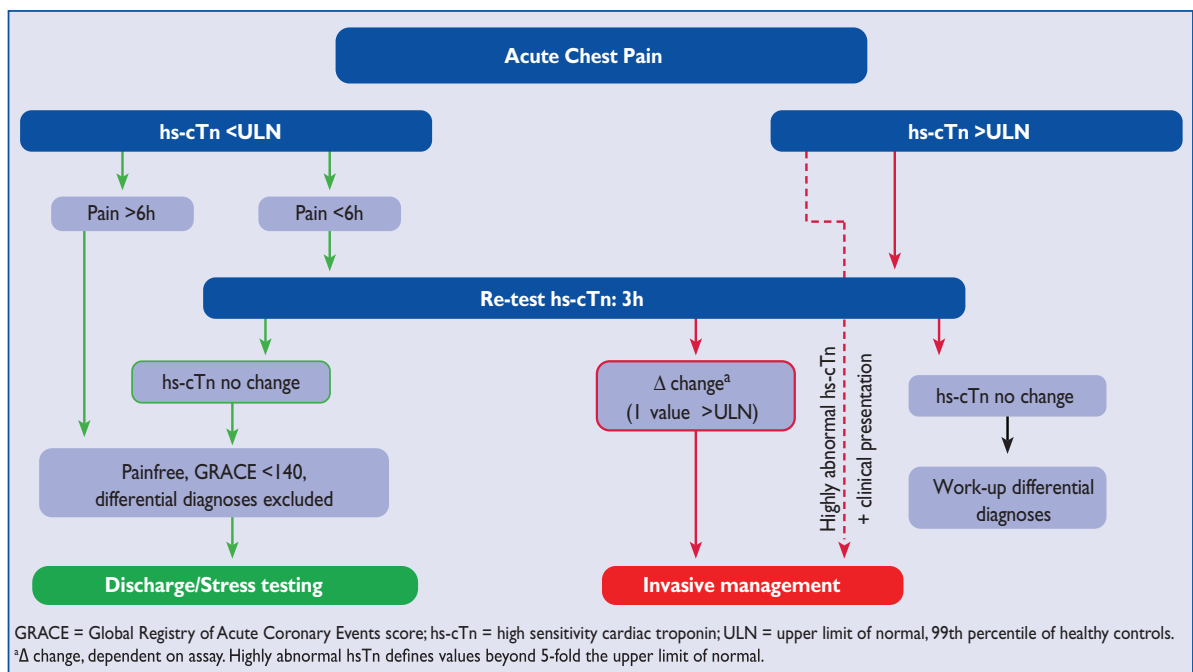 Acute Chest Pain
hs-cTn <ULN
hs-cTn >ULN
Pain >6h
Pain <6h
Re-test hs-cTn: 3h
hs-cTn no change
Δ changeᵃ
(1 value >ULN)
Highly abnormal hs-cTn
+ clinical presentation
hs-cTn no change
Painfree, GRACE <140,
differential diagnoses excluded
Work-up differential
diagnoses
Discharge/Stress testing
Invasive management
GRACE = Global Registry of Acute Coronary Events score; hs-cTn = high sensitivity cardiac troponin; ULN = upper limit of normal, 99th percentile of healthy controls.
ᵃΔ change, dependent on assay. Highly abnormal hsTn defines values beyond 5-fold the upper limit of normal.